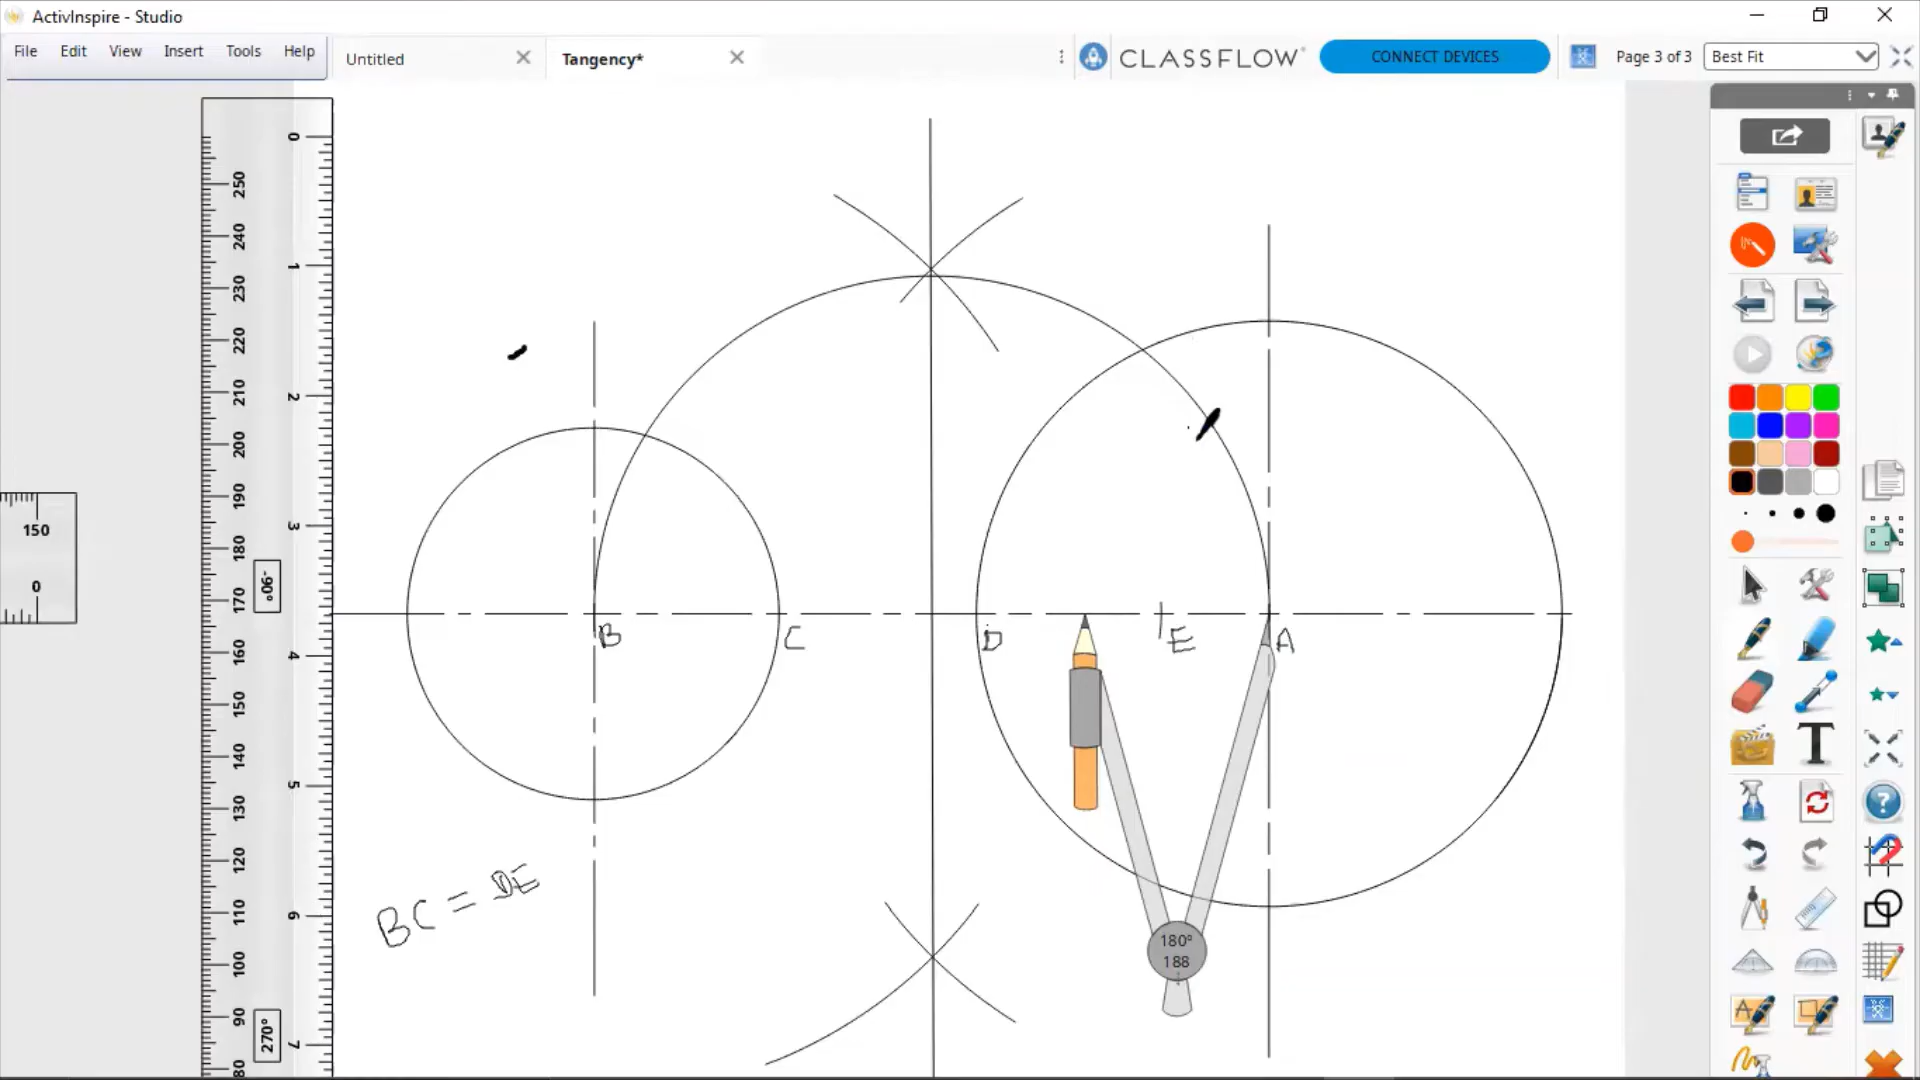 ActivInspire - Studio
File Edit View Insert Tools Help
Untitled
Tangency*
CLASSFLOW
CONNECT DEVICES
Page 3 of 3
Best Fit
0
1
2
3
4
5
6
7
250
240
230
220
210
200
190
180
170
160
150
140
130
120
110
100
90
80
-90°
270°
150
0
B
C
D
E
A
BC = DE
180°
188
T
A
?